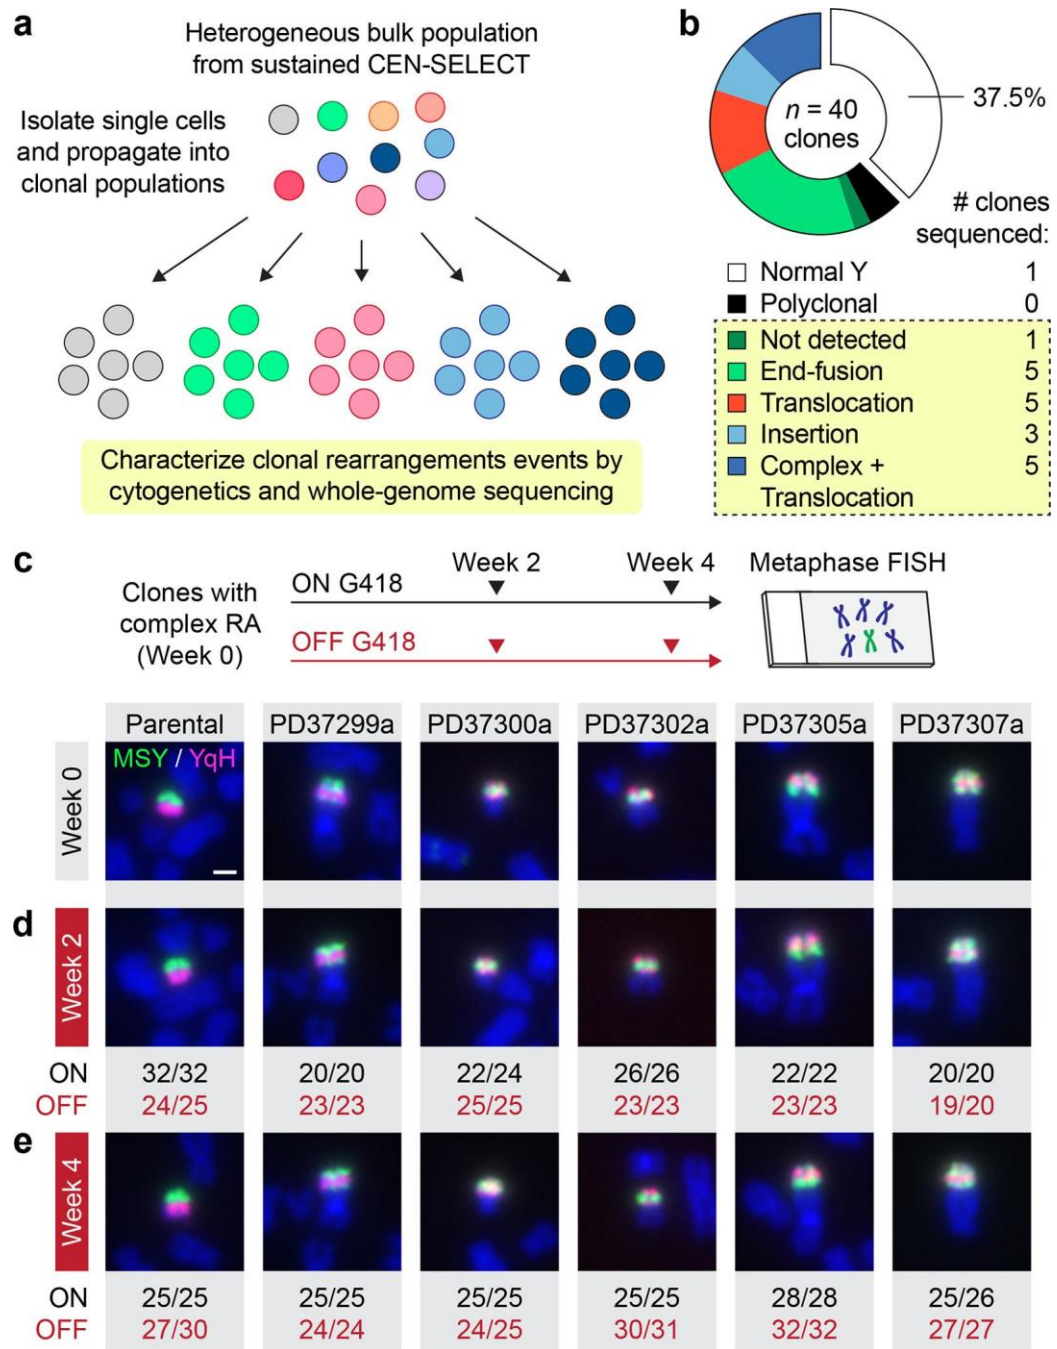 a
Heterogeneous bulk population
from sustained CEN-SELECT
Isolate single cells
and propagate into
clonal populations
Characterize clonal rearrangements events by
cytogenetics and whole-genome sequencing
b
n = 40
clones
37.5%
# clones
sequenced:
Normal Y 1
Polyclonal 0
Not detected 1
End-fusion 5
Translocation 5
Insertion 3
Complex + 5
Translocation
c
Clones with
complex RA
(Week 0)
Week 2 Week 4
ON G418
OFF G418
Metaphase FISH
Parental PD37299a PD37300a PD37302a PD37305a PD37307a
Week 0
MSY / YqH
d
Week 2
ON 32/32 20/20 22/24 26/26 22/22 20/20
OFF 24/25 23/23 25/25 23/23 23/23 19/20
e
Week 4
ON 25/25 25/25 25/25 25/25 28/28 25/26
OFF 27/30 24/24 24/25 30/31 32/32 27/27